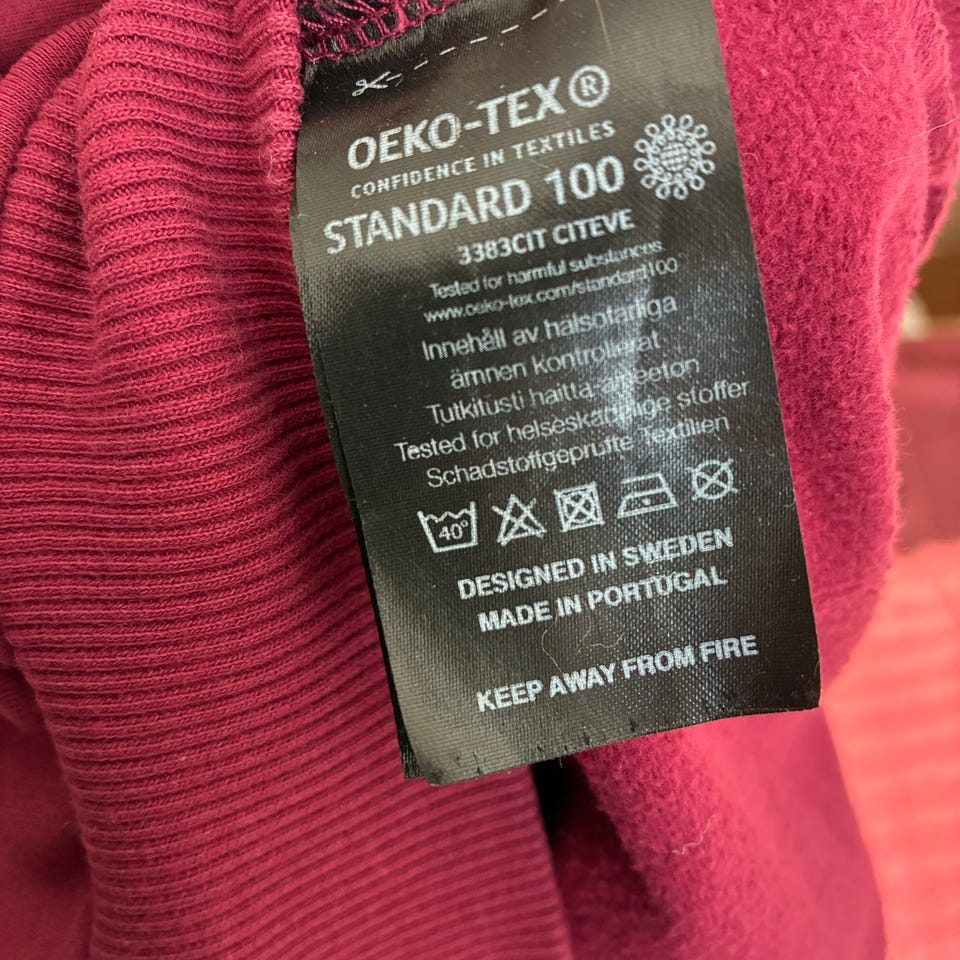 OEKO-TEX®
CONFIDENCE IN TEXTILES
STANDARD 100
3383CIT CITEVE
Tested for harmful substances
www.oeko-tex.com/standard100
Innehåll av hälsofarliga
ämnen kontrollerat
Tutkitusti haitta-aineeton
Tested for helseskadelige stoffer
Schadstoffgeprüfte Textilien
40°
DESIGNED IN SWEDEN
MADE IN PORTUGAL
KEEP AWAY FROM FIRE